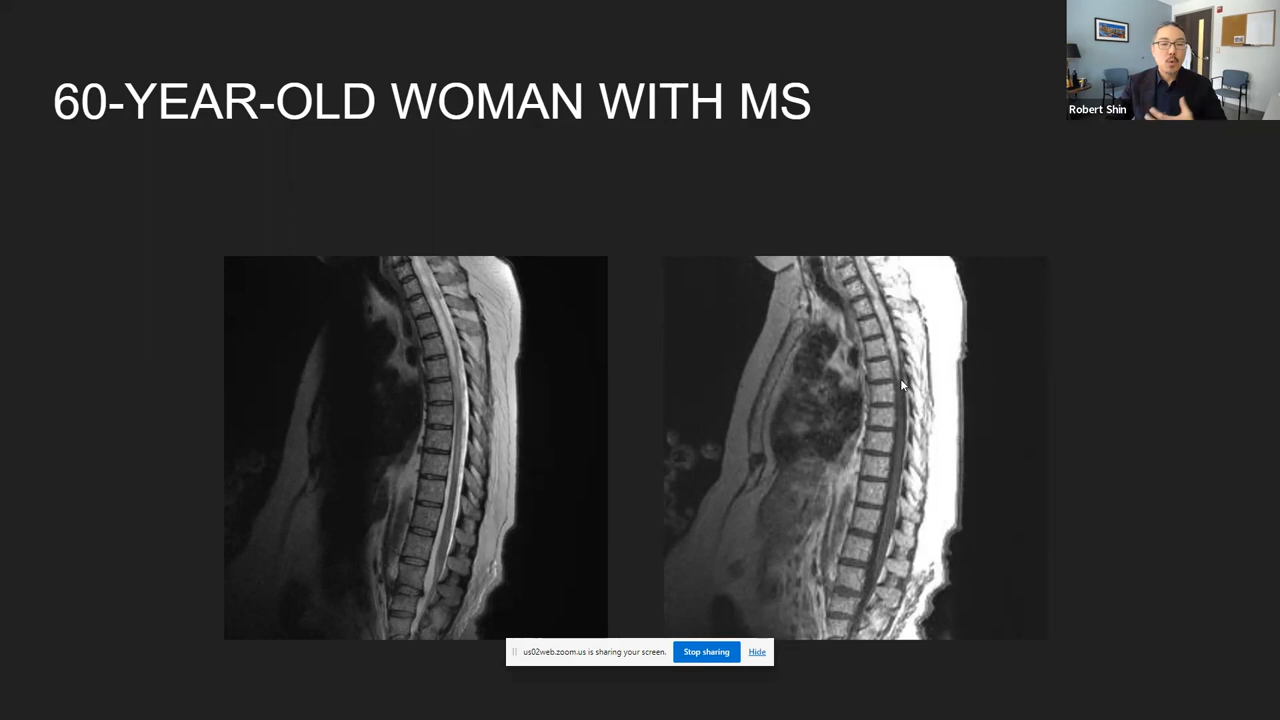 60-YEAR-OLD WOMAN WITH MS
Robert Shin
us02web.zoom.us is sharing your screen.
Stop sharing
Hide